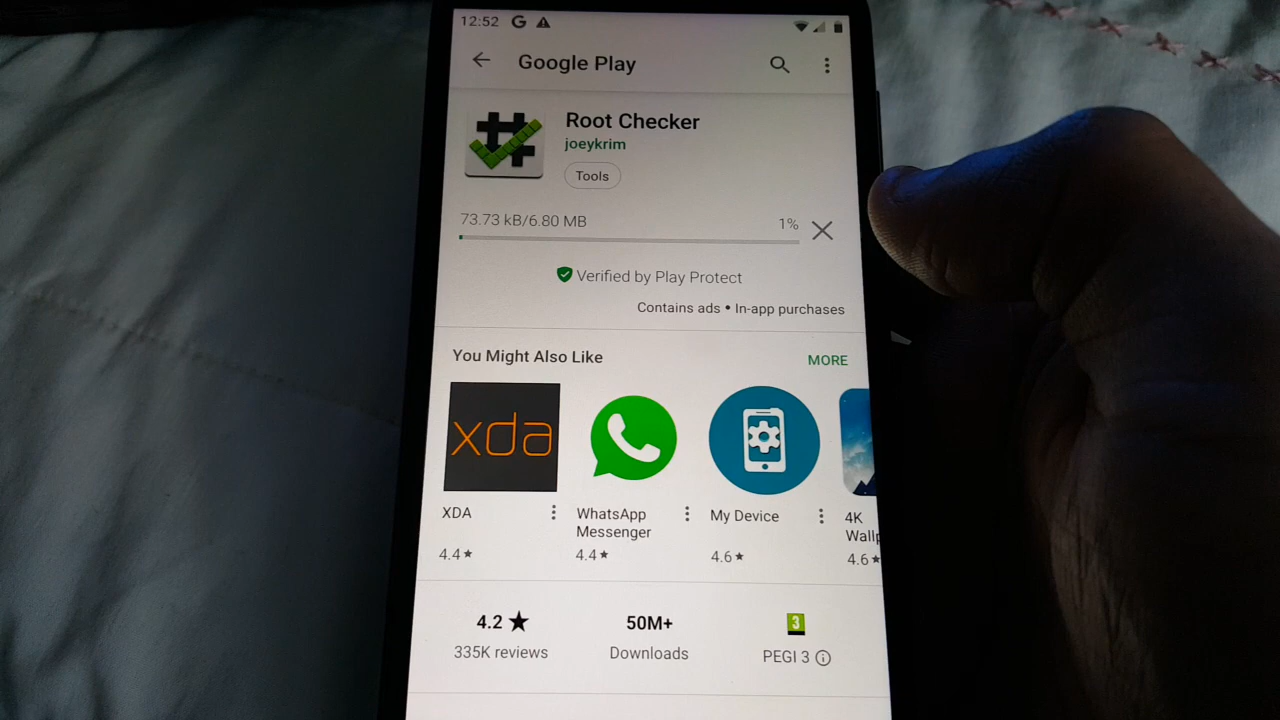 12:52
Google Play
Root Checker
joeykrim
Tools
73.73 kB/6.80 MB 1%
Verified by Play Protect
Contains ads • In-app purchases
You Might Also Like MORE
xda
XDA WhatsApp Messenger My Device 4K Wallp
4.4★ 4.4★ 4.6★ 4.6★
4.2★ 50M+ 3
335K reviews Downloads PEGI 3